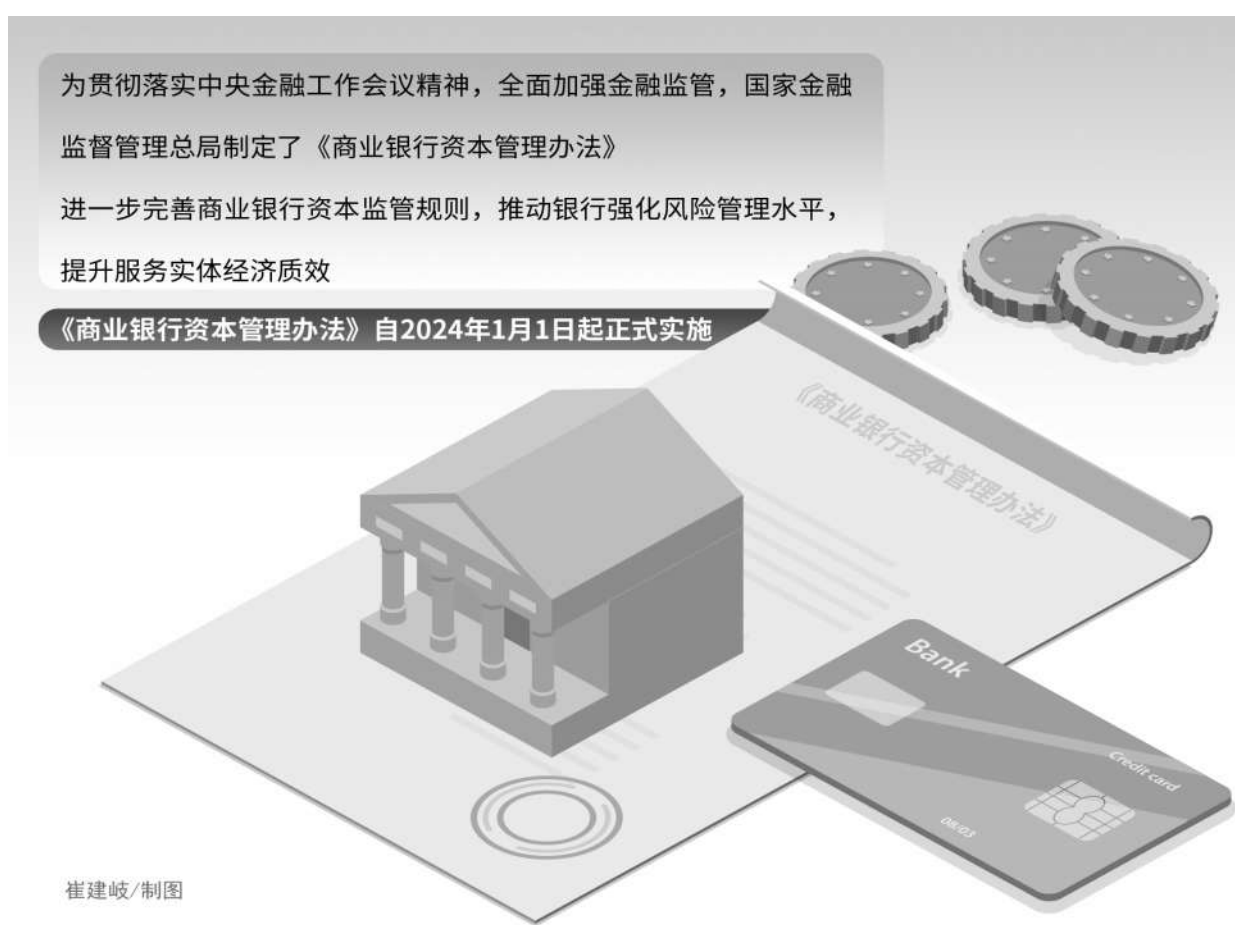 为贯彻落实中央金融工作会议精神，全面加强金融监管，国家金融
监督管理总局制定了《商业银行资本管理办法》
进一步完善商业银行资本监管规则，推动银行强化风险管理水平，
提升服务实体经济质效
《商业银行资本管理办法》自2024年1月1日起正式实施
《商业银行资本管理办法》
Bank
Credit card
08/03
崔建岐/制图